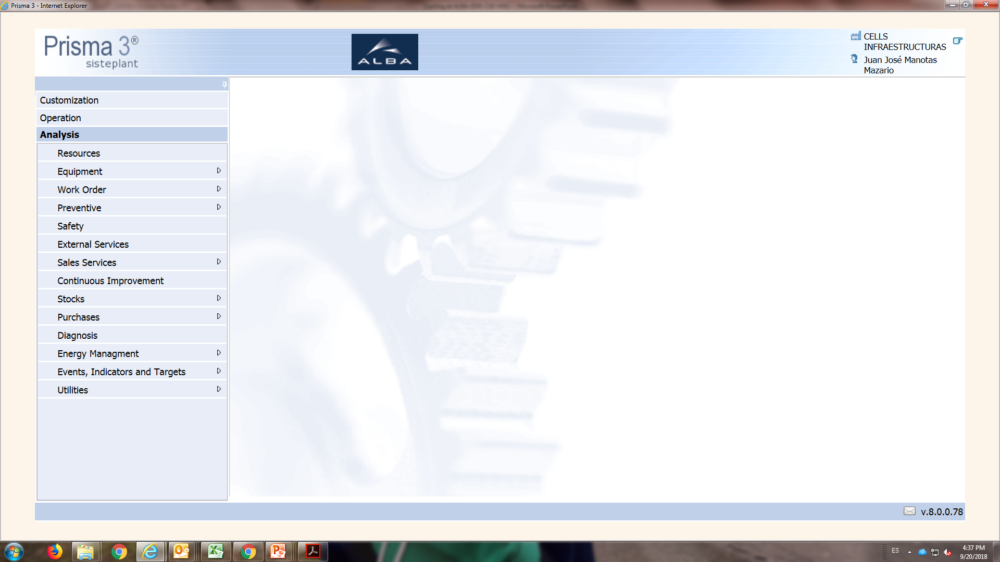 Prisma 3 - Internet Explorer
Prisma 3®
sisteplant
ALBA
CELLS
INFRAESTRUCTURAS
Juan José Manotas
Mazario
Customization
Operation
Analysis
Resources
Equipment
Work Order
Preventive
Safety
External Services
Sales Services
Continuous Improvement
Stocks
Purchases
Diagnosis
Energy Managment
Events, Indicators and Targets
Utilities
v.8.0.0.78
ES
4:37 PM
9/20/2018